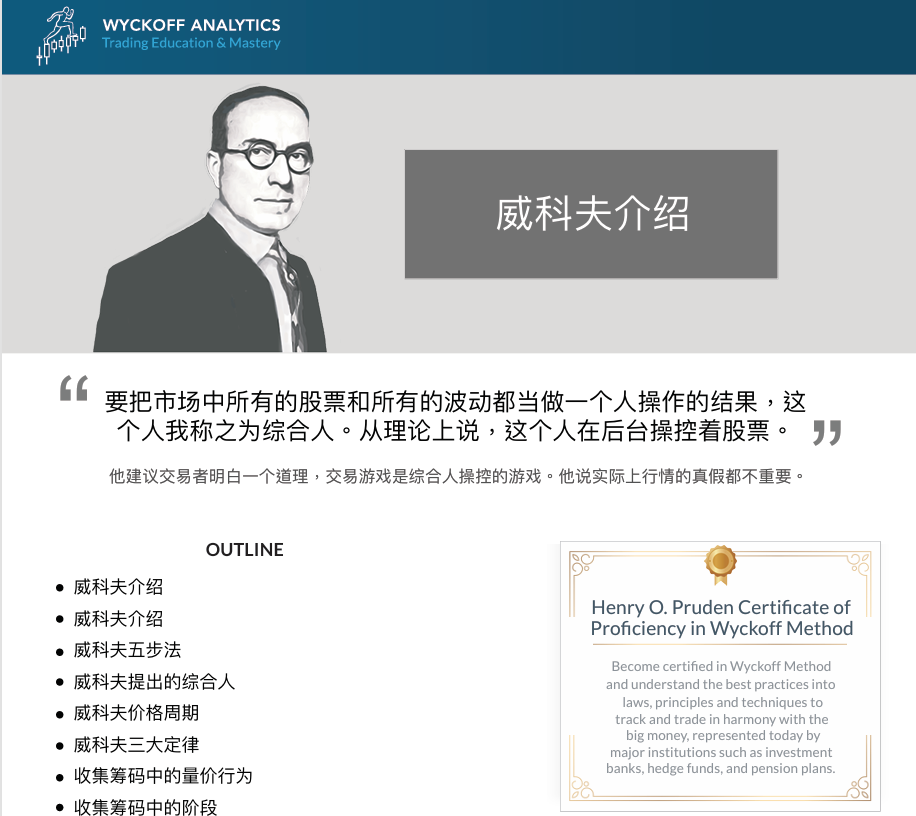 WYCKOFF ANALYTICS
Trading Education & Mastery
威科夫介绍
“要把市场中所有的股票和所有的波动都当做一个人操作的结果，这
个人我称之为综合人。从理论上说，这个人在后台操控着股票。”
他建议交易者明白一个道理，交易游戏是综合人操控的游戏。他说实际上行情的真假都不重要。
OUTLINE
• 威科夫介绍
• 威科夫介绍
• 威科夫五步法
• 威科夫提出的综合人
• 威科夫价格周期
• 威科夫三大定律
• 收集筹码中的量价行为
• 收集筹码中的阶段
Henry O. Pruden Certificate of
Proficiency in Wyckoff Method
Become certified in Wyckoff Method
and understand the best practices into
laws, principles and techniques to
track and trade in harmony with the
big money, represented today by
major institutions such as investment
banks, hedge funds, and pension plans.